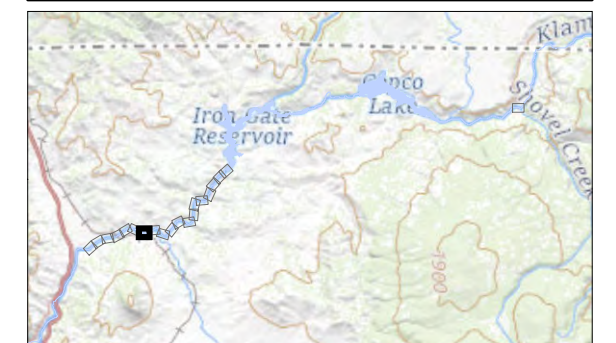 Klam
Copco
Lake
Iron Gate
Reservoir
Shovel Creek
1900